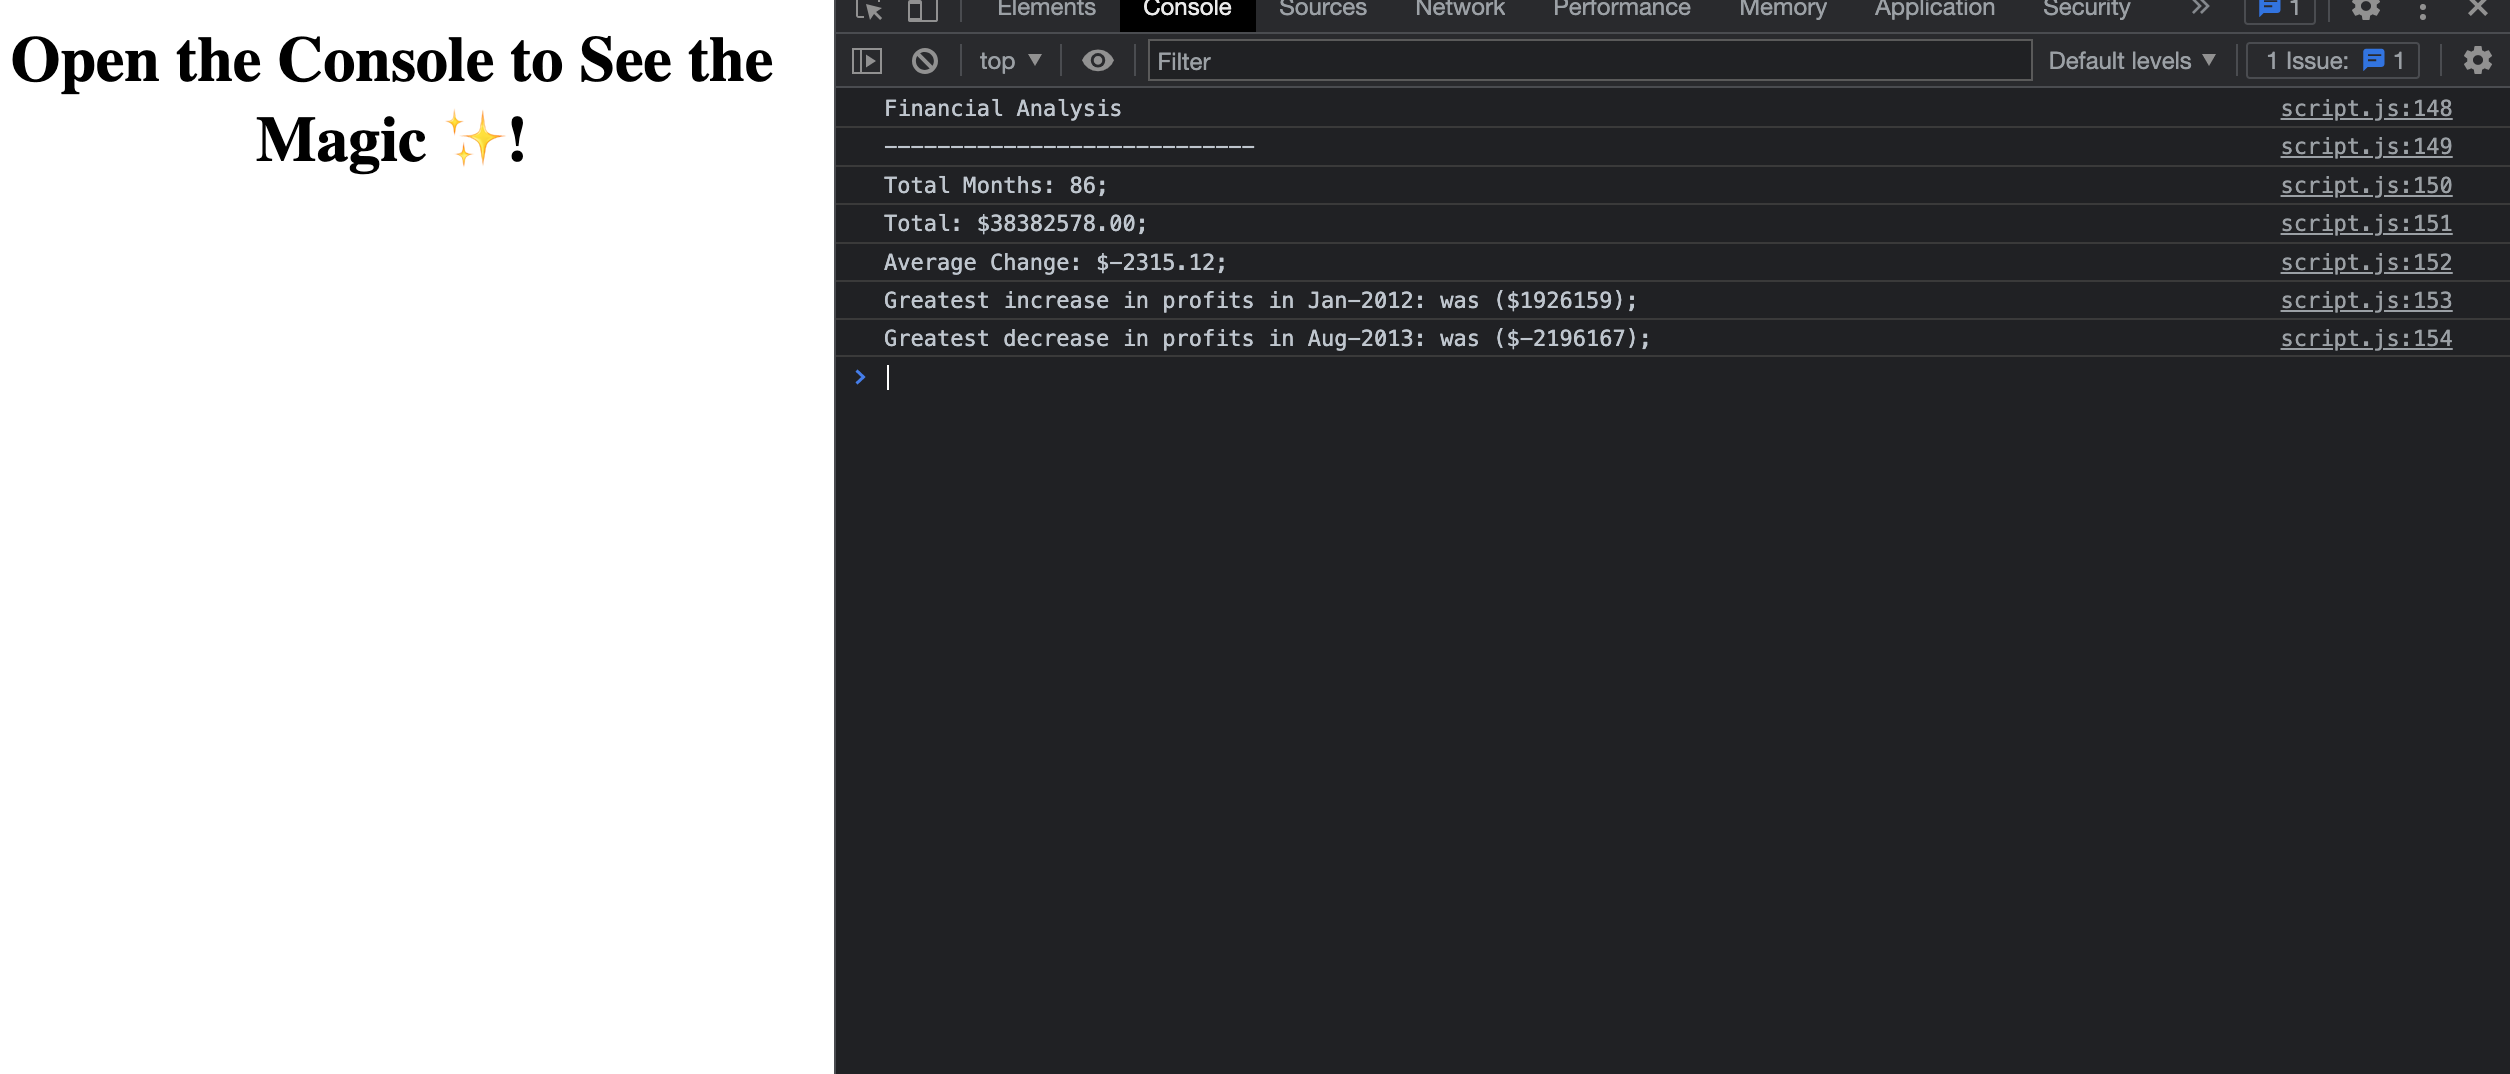 Open the Console to See the
Magic ✨!
Elements Console Sources Network Performance Memory Application Security » 1
top ▼ Filter Default levels ▼ 1 Issue: 1
Financial Analysis script.js:148
---------------------------- script.js:149
Total Months: 86; script.js:150
Total: $38382578.00; script.js:151
Average Change: $-2315.12; script.js:152
Greatest increase in profits in Jan-2012: was ($1926159); script.js:153
Greatest decrease in profits in Aug-2013: was ($-2196167); script.js:154
>